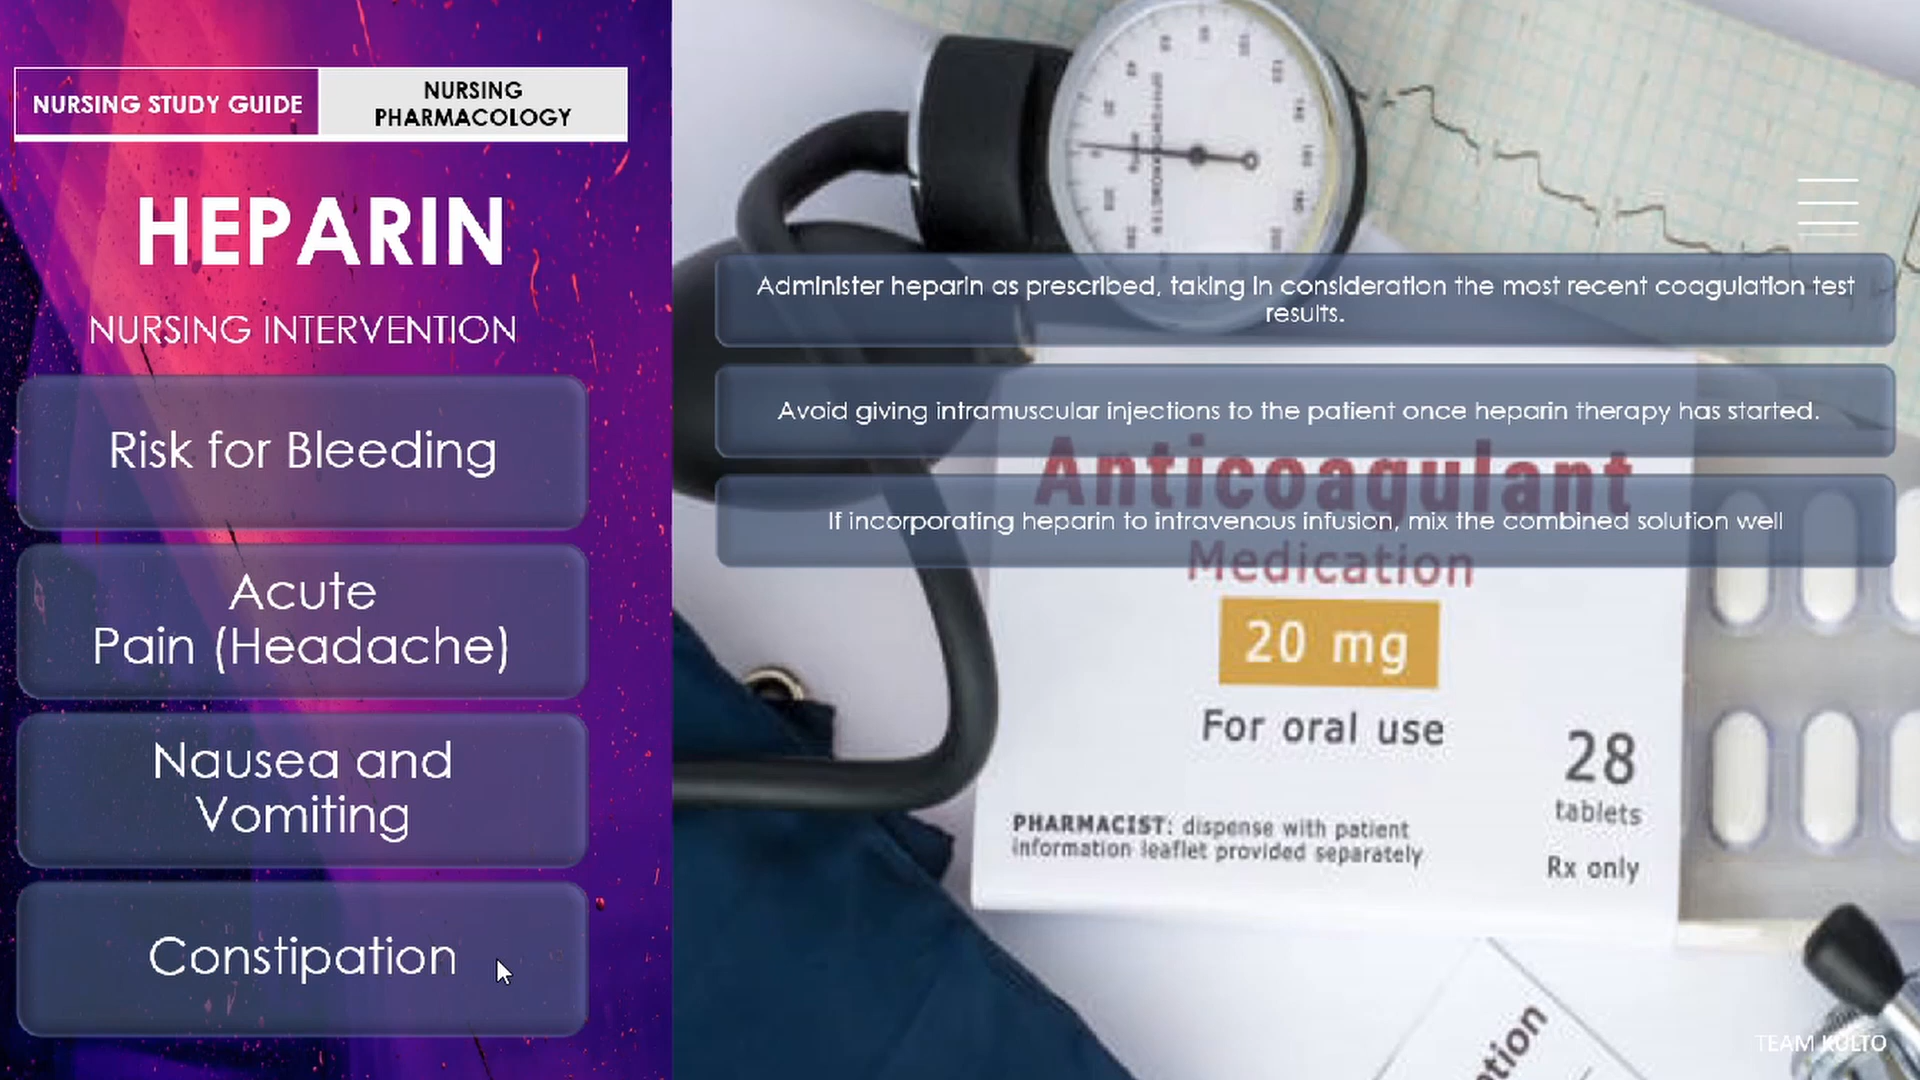 NURSING STUDY GUIDE
NURSING
PHARMACOLOGY
HEPARIN
NURSING INTERVENTION
Risk for Bleeding
Acute
Pain (Headache)
Nausea and
Vomiting
Constipation
Administer heparin as prescribed, taking in consideration the most recent coagulation test
results.
Avoid giving intramuscular injections to the patient once heparin therapy has started.
If incorporating heparin to intravenous infusion, mix the combined solution well
Anticoagulant
Medication
20 mg
For oral use
28
tablets
Rx only
PHARMACIST: dispense with patient
information leaflet provided separately
TEAM KULTO